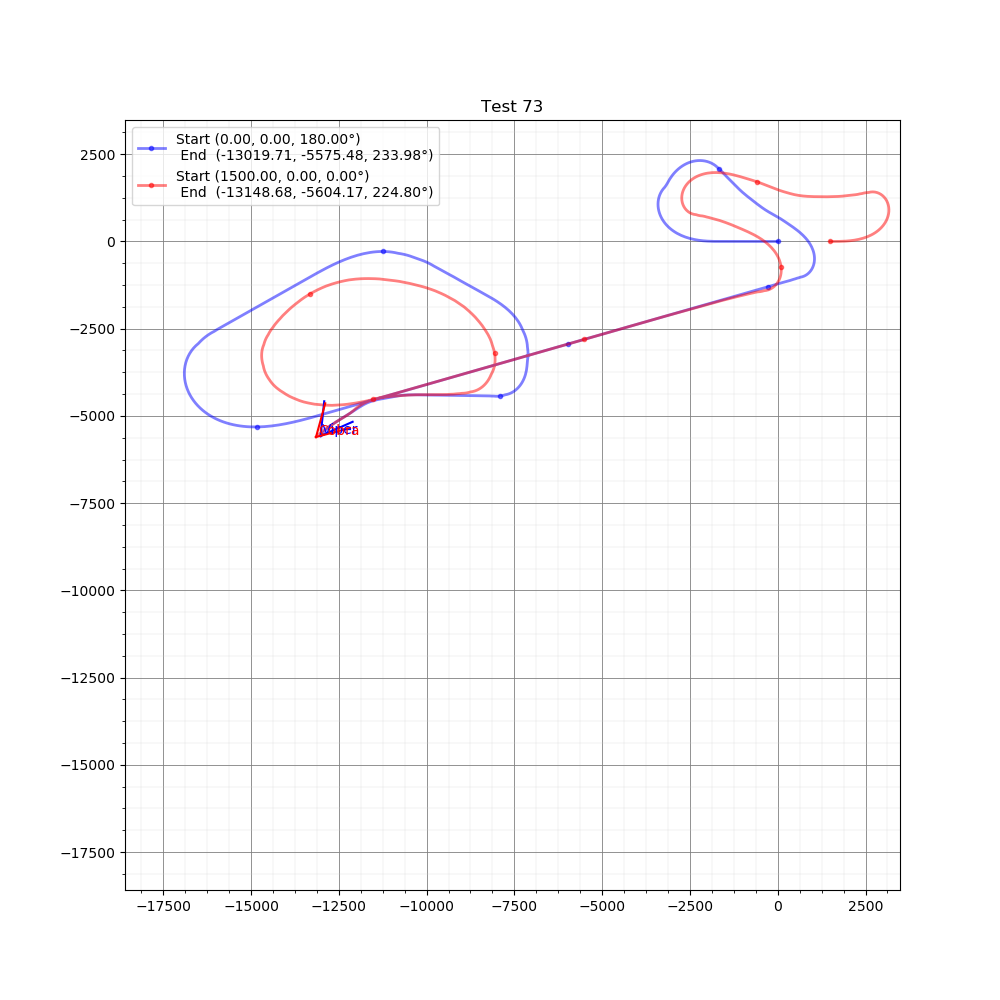 Test 73
Start (0.00, 0.00, 180.00°)
End  (-13019.71, -5575.48, 233.98°)
Start (1500.00, 0.00, 0.00°)
End  (-13148.68, -5604.17, 224.80°)
2500
0
−2500
−5000
−7500
−10000
−12500
−15000
−17500
−17500 −15000 −12500 −10000 −7500 −5000 −2500 0 2500